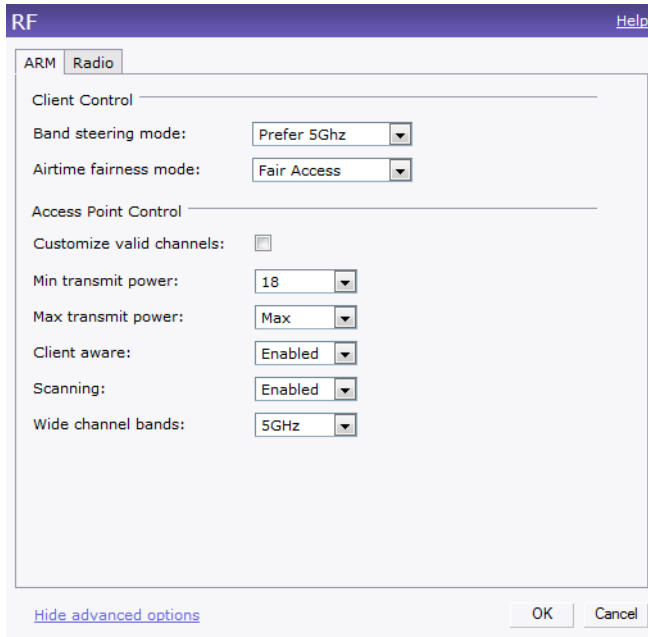 RF Help
ARM Radio
Client Control
Band steering mode: Prefer 5Ghz
Airtime fairness mode: Fair Access
Access Point Control
Customize valid channels:
Min transmit power: 18
Max transmit power: Max
Client aware: Enabled
Scanning: Enabled
Wide channel bands: 5GHz
Hide advanced options OK Cancel